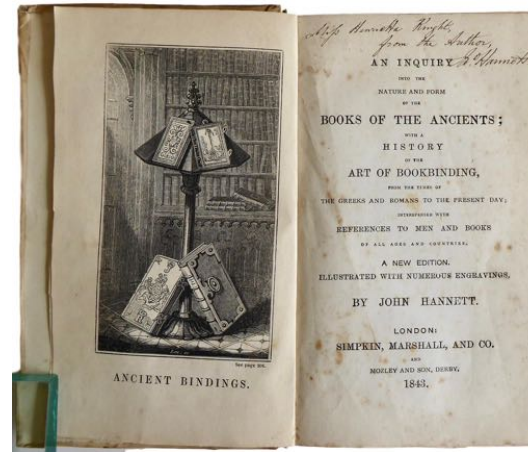 See page 200.
ANCIENT BINDINGS.
Miss Henrietta Knight,
from the Author,
AN INQUIRY
INTO THE
NATURE AND FORM
OF THE
BOOKS OF THE ANCIENTS;
WITH A
HISTORY
OF THE
ART OF BOOKBINDING,
FROM THE TIMES OF
THE GREEKS AND ROMANS TO THE PRESENT DAY;
INTERSPERSED WITH
REFERENCES TO MEN AND BOOKS
OF ALL AGES AND COUNTRIES;
A NEW EDITION.
ILLUSTRATED WITH NUMEROUS ENGRAVINGS.
BY JOHN HANNETT.
LONDON:
SIMPKIN, MARSHALL, AND CO.
AND
MOZLEY AND SON, DERBY,
1843.